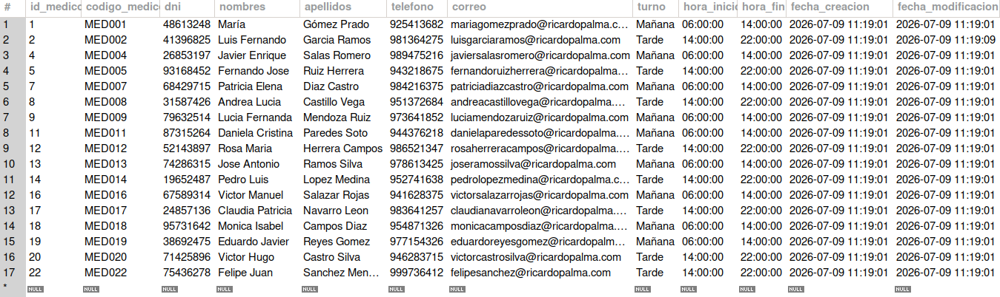 # id_medico codigo_medico dni nombres apellidos telefono correo turno hora_inicio hora_fin fecha_creacion fecha_modificacion
1 1 MED001 48613248 María Gómez Prado 925413682 mariagomezprado@ricardopalma.c... Mañana 06:00:00 14:00:00 2026-07-09 11:19:01 2026-07-09 11:19:01
2 2 MED002 41396825 Luis Fernando Garcia Ramos 981364275 luisgarciaramos@ricardopalma.com Tarde 14:00:00 22:00:00 2026-07-09 11:19:01 2026-07-09 11:19:09
3 4 MED004 26853197 Javier Enrique Salas Romero 989475216 javiersalasromero@ricardopalma.com Mañana 06:00:00 14:00:00 2026-07-09 11:19:01 2026-07-09 11:19:01
4 5 MED005 93168452 Fernando Jose Ruiz Herrera 943218675 fernandoruizherrera@ricardopalma... Tarde 14:00:00 22:00:00 2026-07-09 11:19:01 2026-07-09 11:19:01
5 7 MED007 68429715 Patricia Elena Diaz Castro 984216375 patriciadiazcastro@ricardopalma.com Mañana 06:00:00 14:00:00 2026-07-09 11:19:01 2026-07-09 11:19:01
6 8 MED008 31587426 Andrea Lucia Castillo Vega 951372684 andreacastillovega@ricardopalma.... Tarde 14:00:00 22:00:00 2026-07-09 11:19:01 2026-07-09 11:19:01
7 9 MED009 79632514 Lucia Fernanda Mendoza Ruiz 973641852 luciamendozaruiz@ricardopalma.com Mañana 06:00:00 14:00:00 2026-07-09 11:19:01 2026-07-09 11:19:01
8 11 MED011 87315264 Daniela Cristina Paredes Soto 944376218 danielaparedessoto@ricardopalma.... Mañana 06:00:00 14:00:00 2026-07-09 11:19:01 2026-07-09 11:19:01
9 12 MED012 52143897 Rosa Maria Herrera Campos 986521347 rosaherreracampos@ricardopalma.... Tarde 14:00:00 22:00:00 2026-07-09 11:19:01 2026-07-09 11:19:01
10 13 MED013 74286315 Jose Antonio Ramos Silva 978613425 joseramossilva@ricardopalma.com Mañana 06:00:00 14:00:00 2026-07-09 11:19:01 2026-07-09 11:19:01
11 14 MED014 19652487 Pedro Luis Lopez Medina 952741638 pedrolopezmedina@ricardopalma.c... Tarde 14:00:00 22:00:00 2026-07-09 11:19:01 2026-07-09 11:19:01
12 16 MED016 67589314 Victor Manuel Salazar Rojas 941628375 victorsalazarrojas@ricardopalma.com Mañana 06:00:00 14:00:00 2026-07-09 11:19:01 2026-07-09 11:19:01
13 17 MED017 24857136 Claudia Patricia Navarro Leon 983641257 claudianavarroleon@ricardopalma.... Tarde 14:00:00 22:00:00 2026-07-09 11:19:01 2026-07-09 11:19:01
14 18 MED018 95731642 Monica Isabel Campos Diaz 954871326 monicacamposdiaz@ricardopalma.... Mañana 06:00:00 14:00:00 2026-07-09 11:19:01 2026-07-09 11:19:01
15 19 MED019 38692475 Eduardo Javier Reyes Gomez 977154326 eduardoreyesgomez@ricardopalm... Mañana 06:00:00 14:00:00 2026-07-09 11:19:01 2026-07-09 11:19:01
16 20 MED020 71425896 Victor Hugo Castro Silva 946283715 victorcastrosilva@ricardopalma.com Tarde 14:00:00 22:00:00 2026-07-09 11:19:01 2026-07-09 11:19:01
17 22 MED022 75436278 Felipe Juan Sanchez Men... 999736412 felipesanchez@ricardopalma.com Tarde 14:00:00 22:00:00 2026-07-09 11:19:01 2026-07-09 11:19:01
* NULL NULL NULL NULL NULL NULL NULL NULL NULL NULL NULL NULL